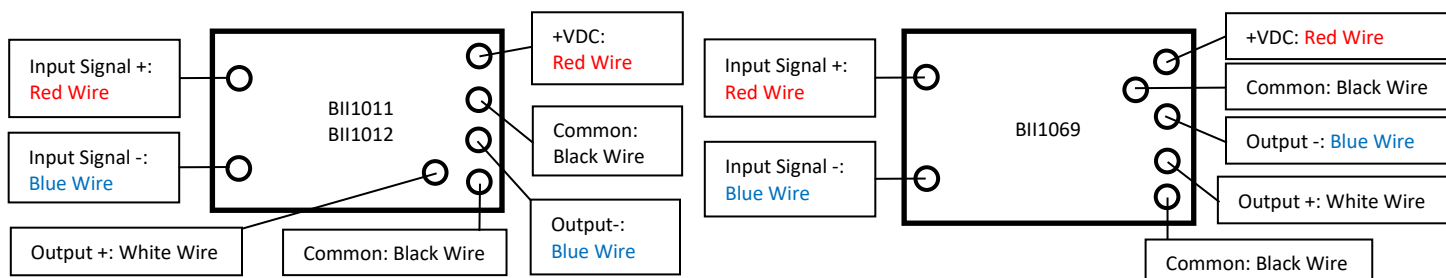 Input Signal +:
Red Wire
Input Signal -:
Blue Wire
Output +: White Wire
BII1011
BII1012
Common: Black Wire
+VDC:
Red Wire
Common:
Black Wire
Output-:
Blue Wire
Input Signal +:
Red Wire
Input Signal -:
Blue Wire
BII1069
+VDC: Red Wire
Common: Black Wire
Output -: Blue Wire
Output +: White Wire
Common: Black Wire